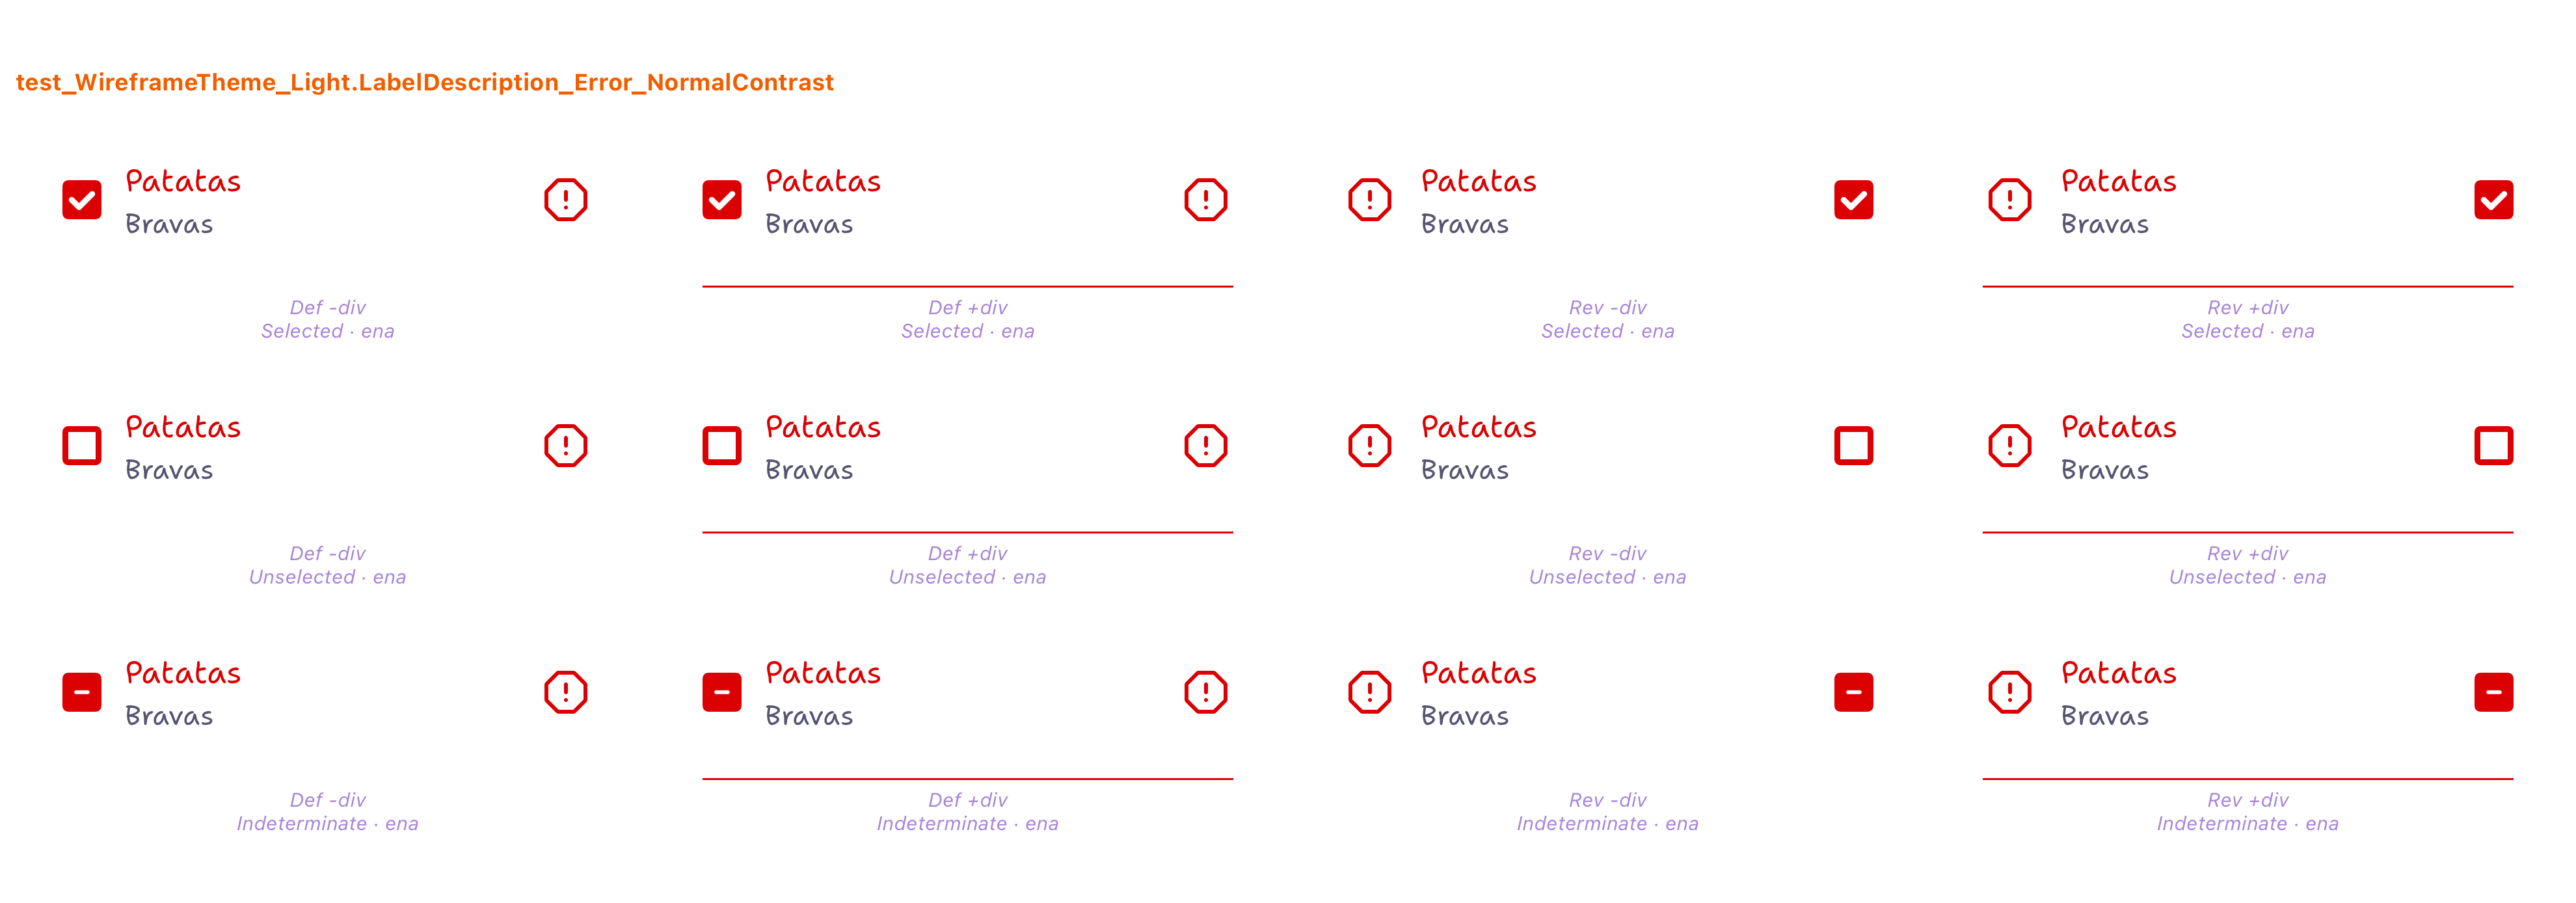 test_WireframeTheme_Light.LabelDescription_Error_NormalContrast
Patatas
Bravas
Def -div
Selected · ena
Patatas
Bravas
Def +div
Selected · ena
Patatas
Bravas
Rev -div
Selected · ena
Patatas
Bravas
Rev +div
Selected · ena
Patatas
Bravas
Def -div
Unselected · ena
Patatas
Bravas
Def +div
Unselected · ena
Patatas
Bravas
Rev -div
Unselected · ena
Patatas
Bravas
Rev +div
Unselected · ena
Patatas
Bravas
Def -div
Indeterminate · ena
Patatas
Bravas
Def +div
Indeterminate · ena
Patatas
Bravas
Rev -div
Indeterminate · ena
Patatas
Bravas
Rev +div
Indeterminate · ena